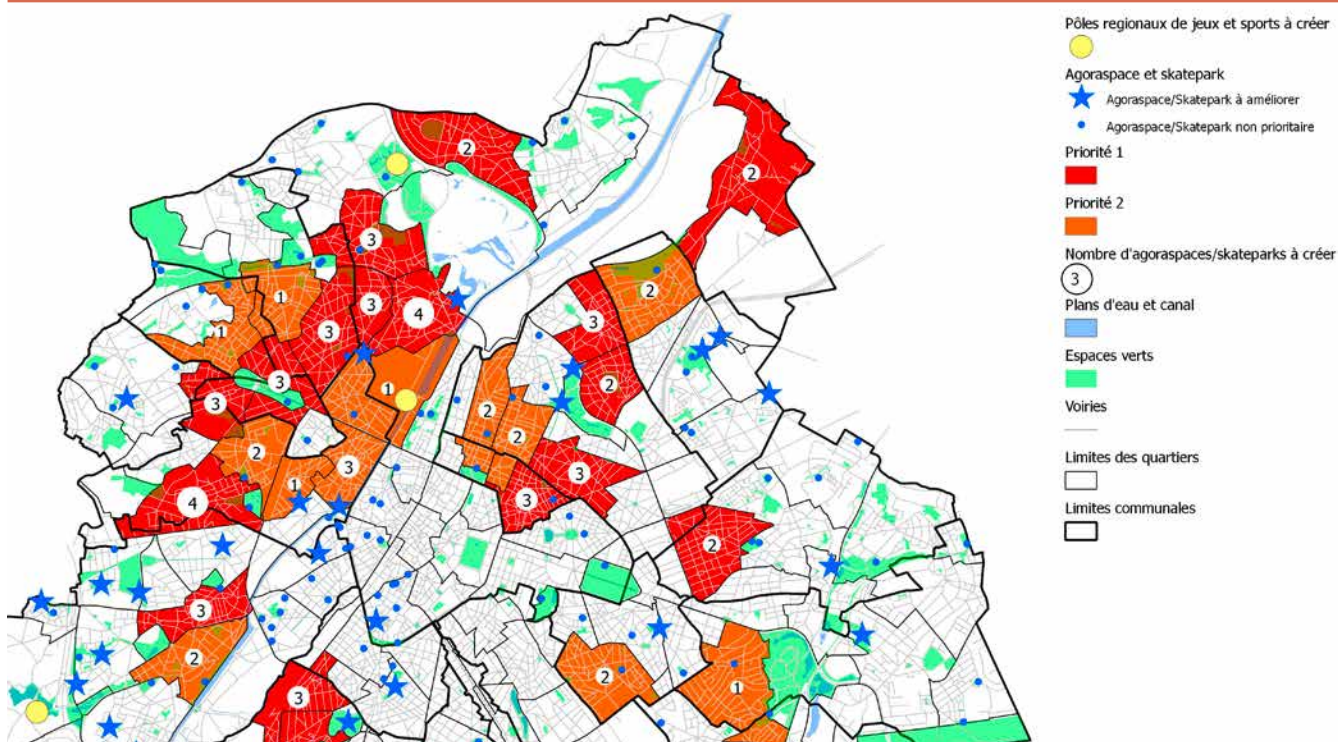 Pôles regionaux de jeux et sports à créer
Agoraspace et skatepark
Agoraspace/Skatepark à améliorer
Agoraspace/Skatepark non prioritaire
Priorité 1
Priorité 2
Nombre d'agoraspaces/skateparks à créer
3
Plans d'eau et canal
Espaces verts
Voiries
Limites des quartiers
Limites communales
2
2
3
2
1
3
4
3
1
3
2
1
3
3
2
2
2
3
3
1
3
4
2
3
2
2
1
3